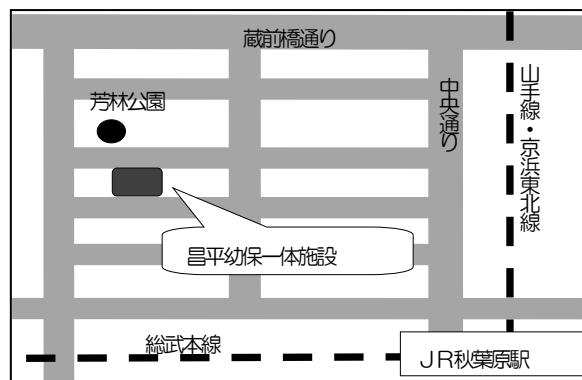 蔵前橋通り
芳林公園
中央通り
山手線・京浜東北線
昌平幼保一体施設
総武本線
ＪＲ秋葉原駅